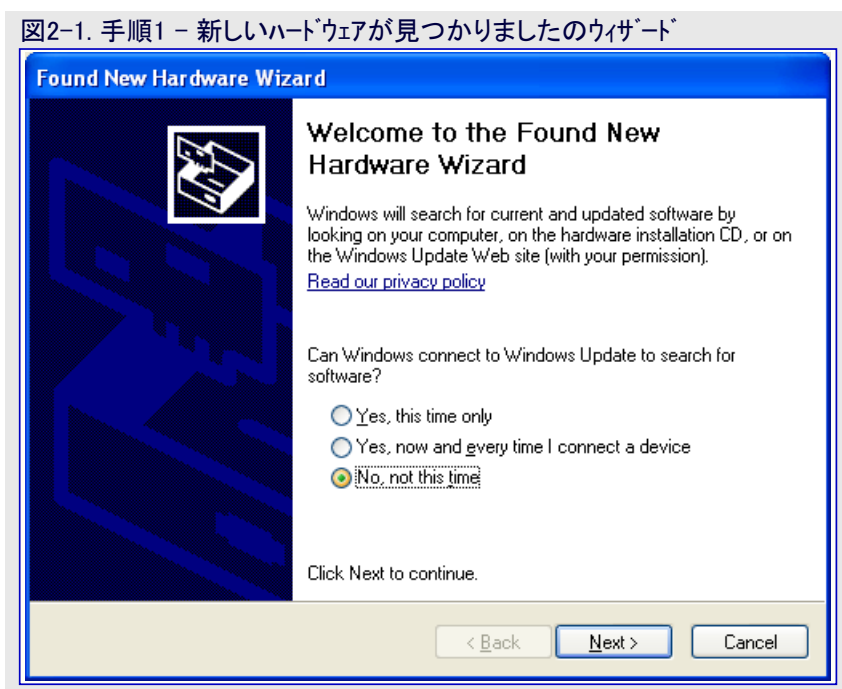 図2-1. 手順1 - 新しいﾊｰﾄﾞｳｪｱが見つかりましたのｳｨｻﾞｰﾄﾞ
Found New Hardware Wizard
Welcome to the Found New
Hardware Wizard
Windows will search for current and updated software by
looking on your computer, on the hardware installation CD, or on
the Windows Update Web site (with your permission).
Read our privacy policy
Can Windows connect to Windows Update to search for
software?
Yes, this time only
Yes, now and every time I connect a device
No, not this time
Click Next to continue.
< Back Next > Cancel